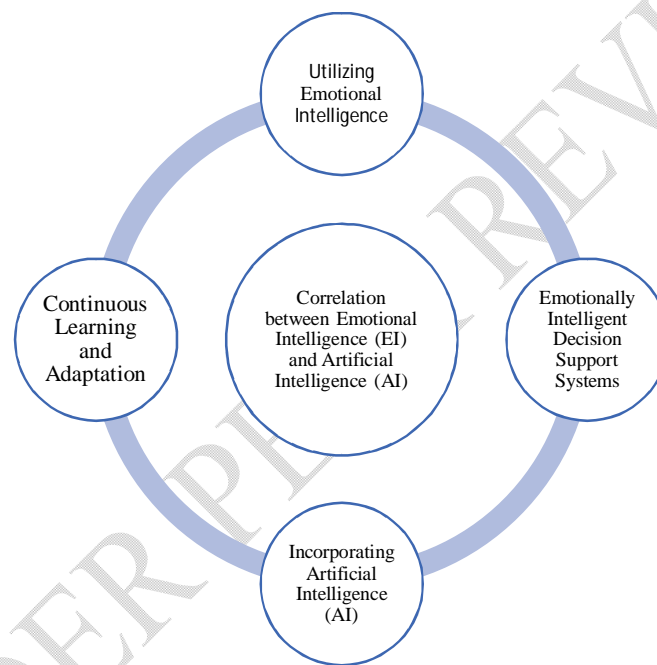 Utilizing
Emotional
Intelligence
Continuous
Learning
and
Adaptation
Correlation
between Emotional
Intelligence (EI)
and Artificial
Intelligence (AI)
Emotionally
Intelligent
Decision
Support
Systems
Incorporating
Artificial
Intelligence
(AI)